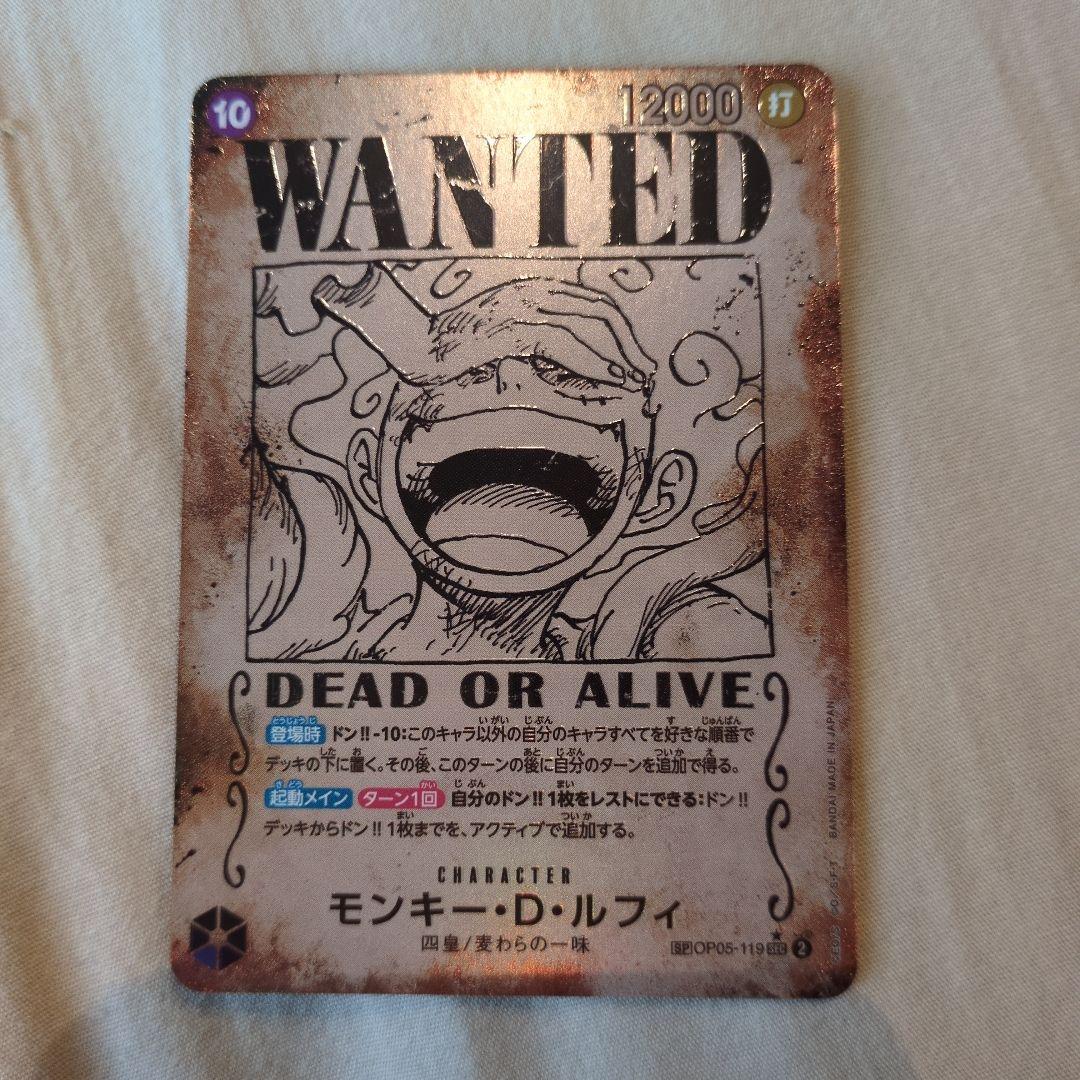 10
12000
打
WANTED
DEAD OR ALIVE
登場時 ドン!!-10:このキャラ以外の自分のキャラすべてを好きな順番で
デッキの下に置く。その後、このターンの後に自分のターンを追加で得る。
起動メイン ターン1回 自分のドン!!1枚をレストにできる:ドン!!
デッキからドン!!1枚までを、アクティブで追加する。
CHARACTER
モンキー・D・ルフィ
四皇/麦わらの一味
SP OP05-119 SEC 2
BANDAI MADE IN JAPAN